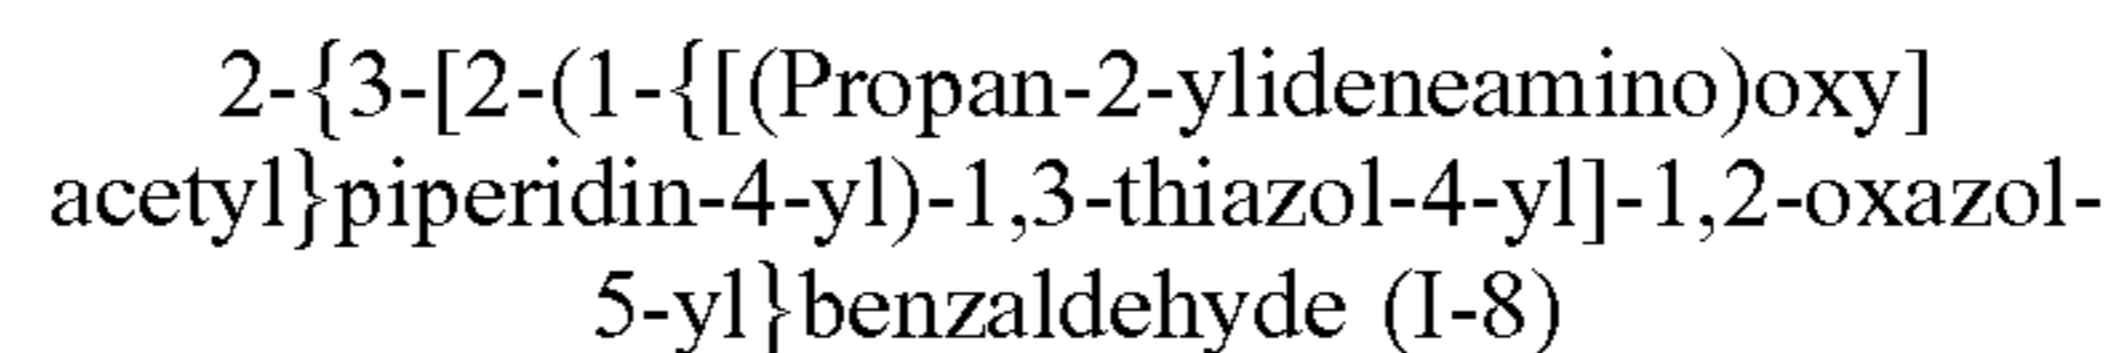 2-{3-[2-(1-{[(Propan-2-ylideneamino)oxy]
acetyl}piperidin-4-yl)-1,3-thiazol-4-yl]-1,2-oxazol-
5-yl}benzaldehyde (I-8)